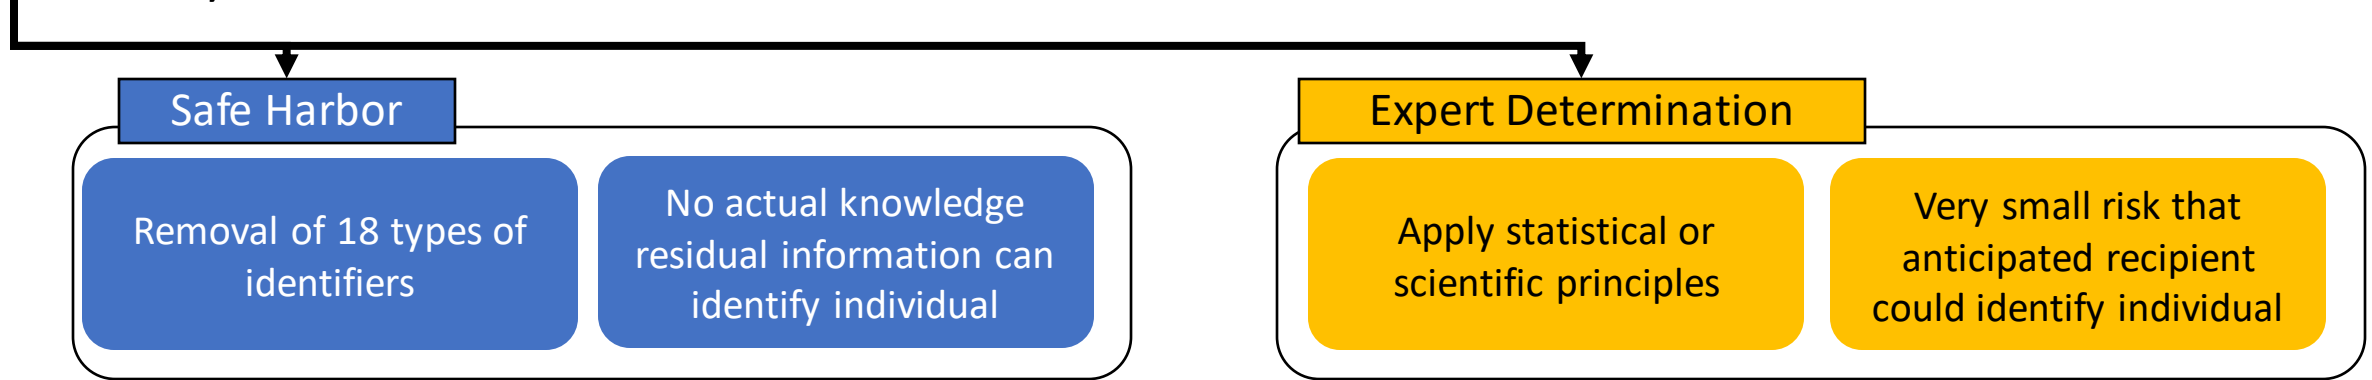 Safe Harbor
Removal of 18 types of
identifiers
No actual knowledge
residual information can
identify individual
Expert Determination
Apply statistical or
scientific principles
Very small risk that
anticipated recipient
could identify individual